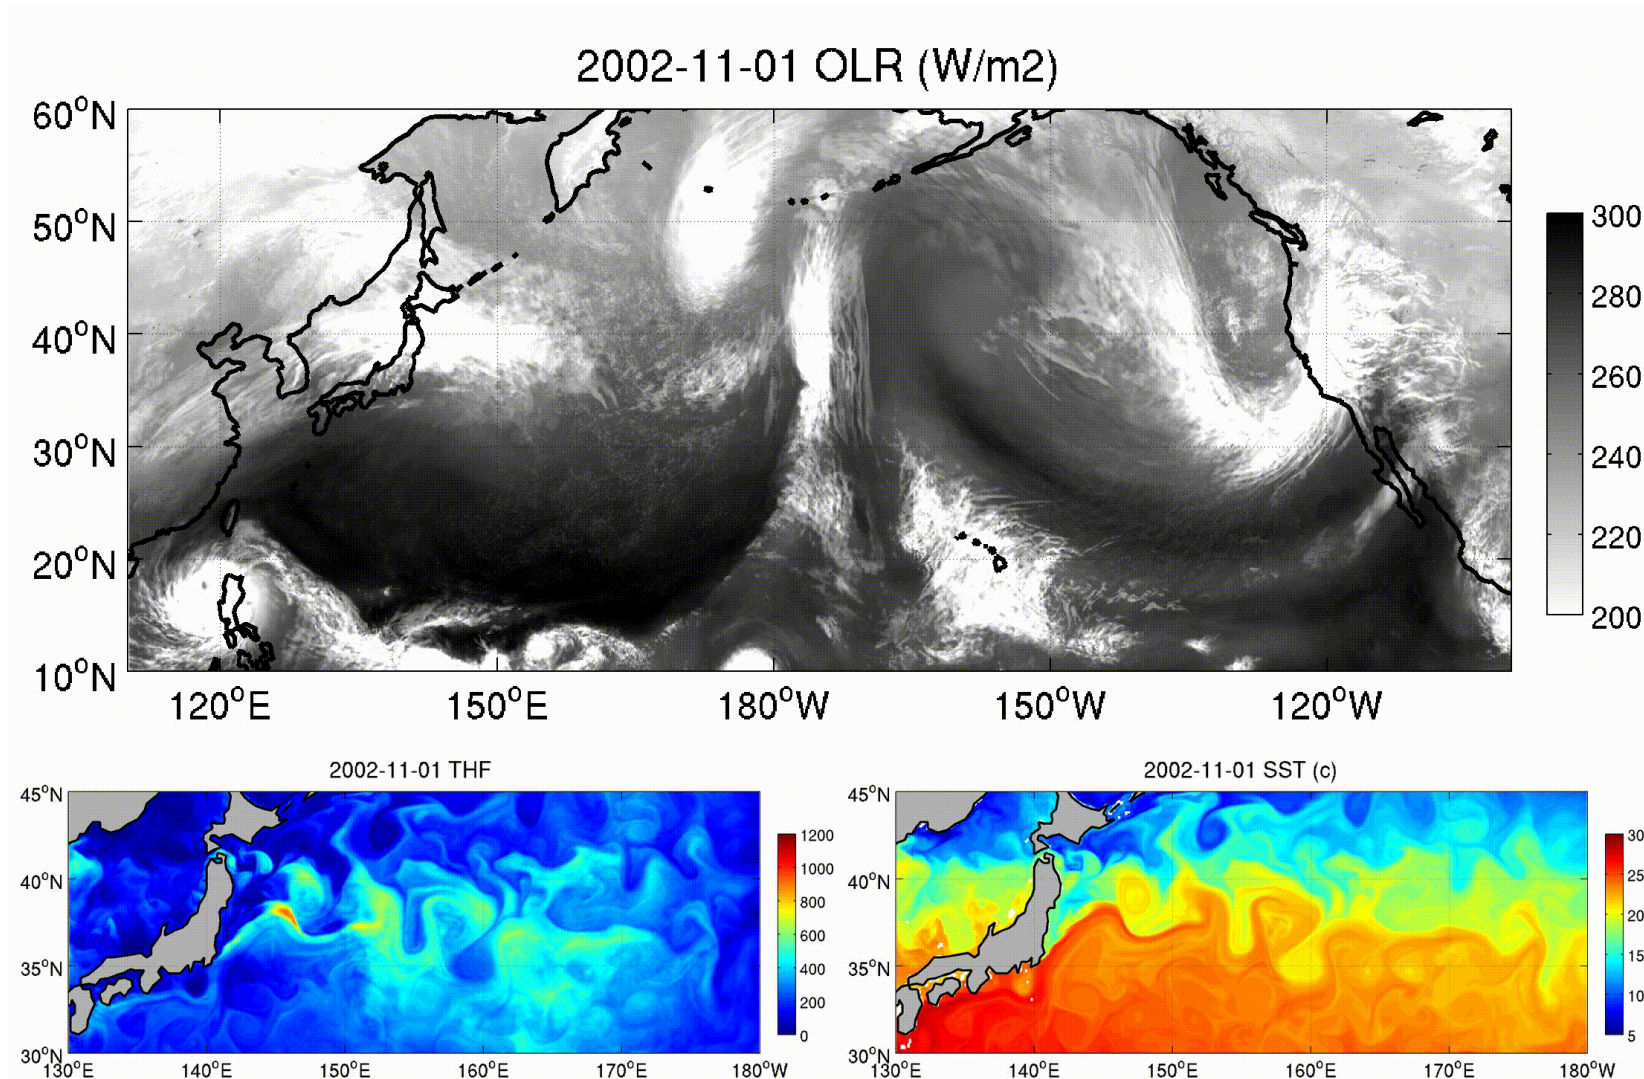 2002-11-01 OLR (W/m2)
60°N
50°N
40°N
30°N
20°N
10°N
120°E 150°E 180°W 150°W 120°W
300
280
260
240
220
200
2002-11-01 THF
45°N
40°N
35°N
30°N
130°E 140°E 150°E 160°E 170°E 180°W
1200
1000
800
600
400
200
0
2002-11-01 SST (c)
45°N
40°N
35°N
30°N
130°E 140°E 150°E 160°E 170°E 180°W
30
25
20
15
10
5